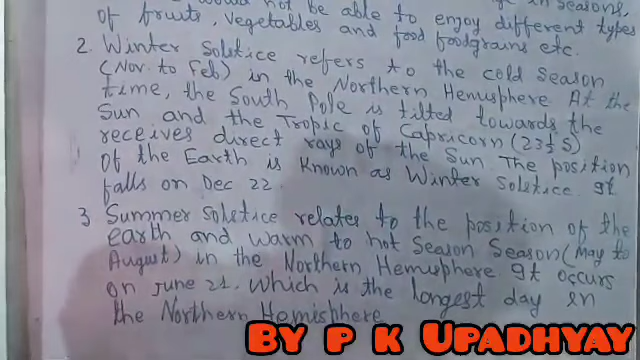 of fruits, vegetables and food foodgrains etc.
would not be able to enjoy different types
2. Winter Solstice refers to the cold season
(Nov. to Feb) in the Northern Hemusphere At the
time, the South Pole is tilted towards the
Sun and the Tropic of Capricorn (23½ S)
receives direct rays of the Sun. The position
of the Earth is known as Winter Solstice. It
falls on Dec 22.
3 Summer Solstice relates to the position of the
earth and warm to hot Season Season (May to
August) in the Northern Hemusphere It occurs
on June 21. Which is the longest day in
the Northern Hemisphere
By P K Upadhyay